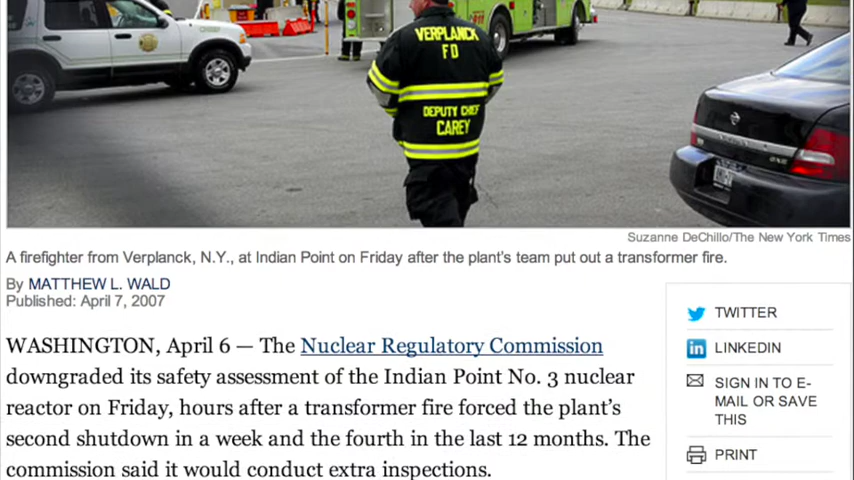 VERPLANCK
F D
DEPUTY CHIEF
CAREY
Suzanne DeChillo/The New York Times
A firefighter from Verplanck, N.Y., at Indian Point on Friday after the plant's team put out a transformer fire.
By MATTHEW L. WALD
Published: April 7, 2007
WASHINGTON, April 6 — The Nuclear Regulatory Commission
downgraded its safety assessment of the Indian Point No. 3 nuclear
reactor on Friday, hours after a transformer fire forced the plant's
second shutdown in a week and the fourth in the last 12 months. The
commission said it would conduct extra inspections.
TWITTER
LINKEDIN
SIGN IN TO E-
MAIL OR SAVE
THIS
PRINT